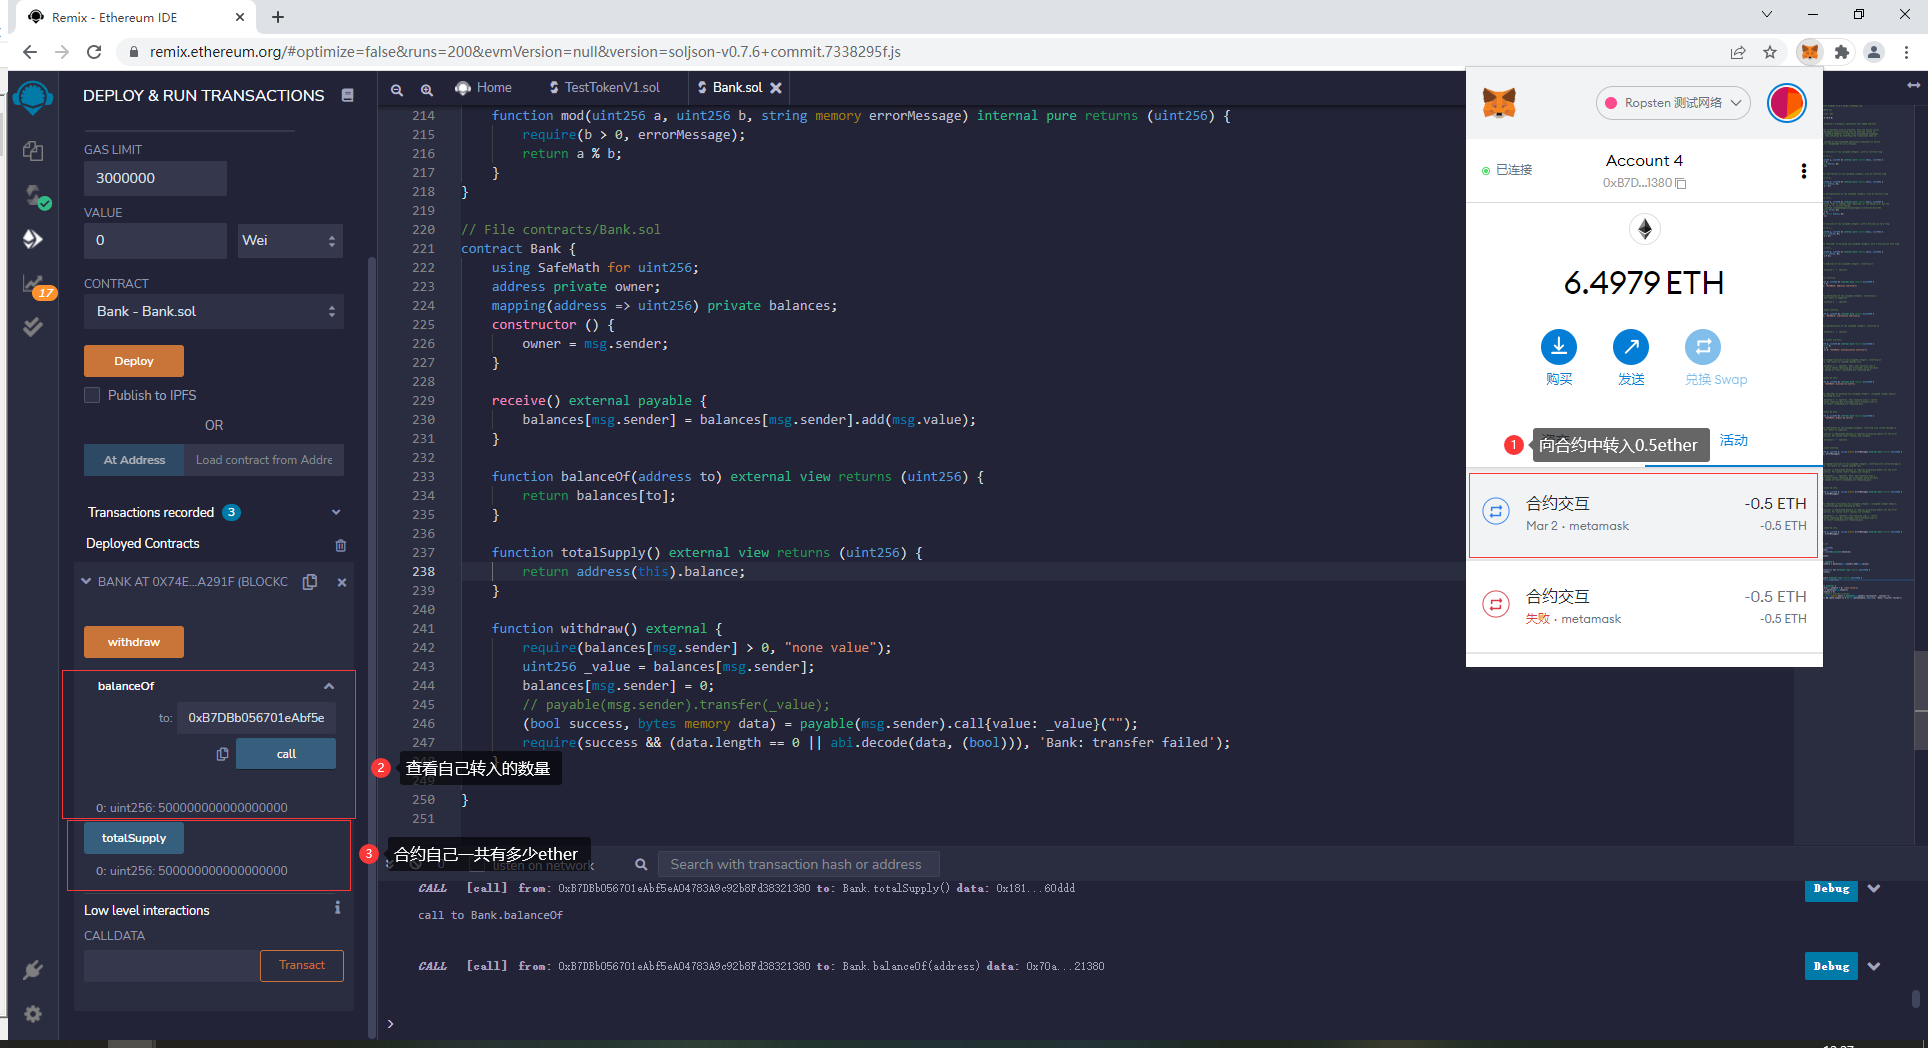 Remix - Ethereum IDE
remix.ethereum.org/#optimize=false&runs=200&evmVersion=null&version=soljson-v0.7.6+commit.7338295f.js
DEPLOY & RUN TRANSACTIONS
GAS LIMIT
3000000
VALUE
0
Wei
CONTRACT
Bank - Bank.sol
Deploy
Publish to IPFS
OR
At Address
Load contract from Addre
Transactions recorded 3
Deployed Contracts
BANK AT 0X74E...A291F (BLOCKC
withdraw
balanceOf
to: 0xB7DBb056701eAbf5e
call
0: uint256: 500000000000000000
totalSupply
0: uint256: 500000000000000000
Low level interactions
CALLDATA
Transact
17
Home
TestTokenV1.sol
Bank.sol
214 function mod(uint256 a, uint256 b, string memory errorMessage) internal pure returns (uint256) {
215 require(b > 0, errorMessage);
216 return a % b;
217 }
218 }
219
220 // File contracts/Bank.sol
221 contract Bank {
222 using SafeMath for uint256;
223 address private owner;
224 mapping(address => uint256) private balances;
225 constructor () {
226 owner = msg.sender;
227 }
228
229 receive() external payable {
230 balances[msg.sender] = balances[msg.sender].add(msg.value);
231 }
232
233 function balanceOf(address to) external view returns (uint256) {
234 return balances[to];
235 }
236
237 function totalSupply() external view returns (uint256) {
238 return address(this).balance;
239 }
240
241 function withdraw() external {
242 require(balances[msg.sender] > 0, "none value");
243 uint256 _value = balances[msg.sender];
244 balances[msg.sender] = 0;
245 // payable(msg.sender).transfer(_value);
246 (bool success, bytes memory data) = payable(msg.sender).call{value: _value}("");
247 require(success && (data.length == 0 || abi.decode(data, (bool))), 'Bank: transfer failed');
250 }
251
2 查看自己转入的数量
3 合约自己一共有多少ether
listen on network
Search with transaction hash or address
CALL [call] from: 0xB7DBb056701eAbf5eA04783A9c92b8Fd38321380 to: Bank.totalSupply() data: 0x181...60ddd
Debug
call to Bank.balanceOf
CALL [call] from: 0xB7DBb056701eAbf5eA04783A9c92b8Fd38321380 to: Bank.balanceOf(address) data: 0x70a...21380
Debug
>
Ropsten 测试网络
已连接
Account 4
0xB7D...1380
6.4979 ETH
购买
发送
兑换 Swap
1 向合约中转入0.5ether
活动
合约交互
-0.5 ETH
Mar 2 · metamask
-0.5 ETH
合约交互
-0.5 ETH
失败 · metamask
-0.5 ETH